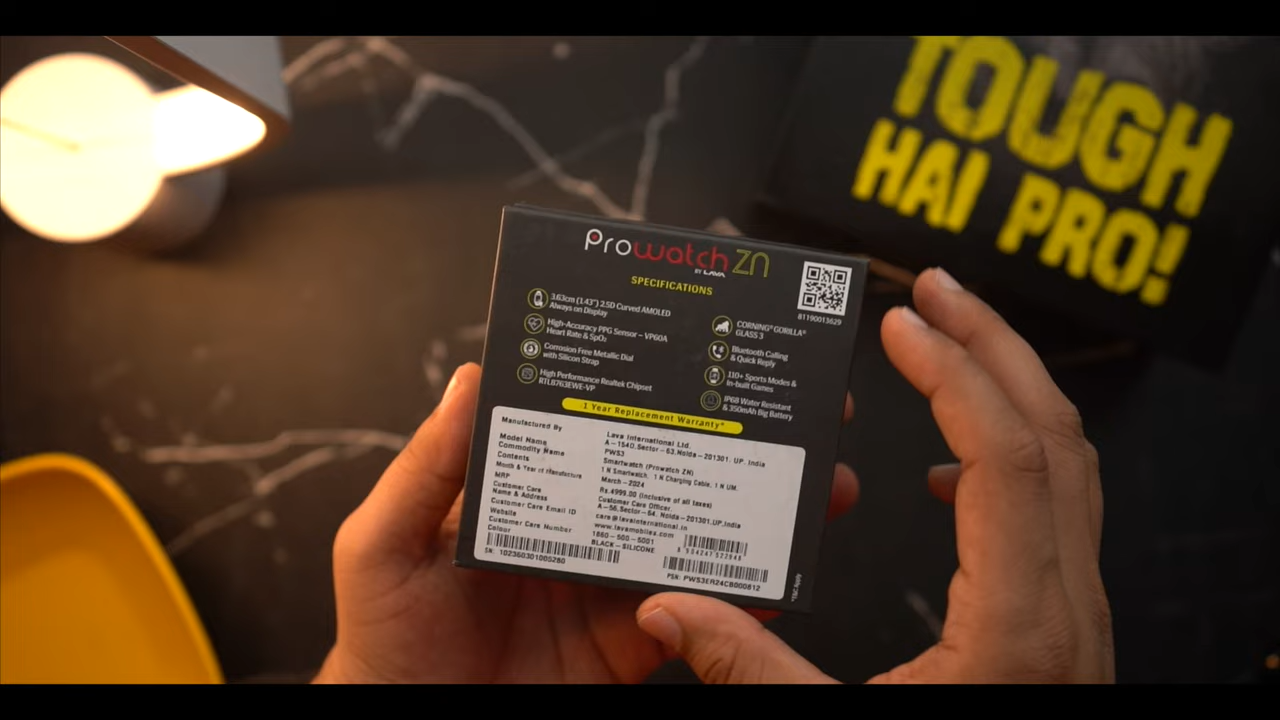 TOUGH
HAI PRO!
Prowatch ZN
BY LAVA
SPECIFICATIONS
81190013629
3.63cm (1.43") 2.5D Curved AMOLED
Always on Display
High-Accuracy PPG Sensor – VP60A
Heart Rate & SpO₂
Corrosion Free Metallic Dial
with Silicon Strap
High Performance Realtek Chipset
RTL8763EWE-VP
CORNING® GORILLA®
GLASS 3
Bluetooth Calling
& Quick Reply
110+ Sports Modes &
In-built Games
IP68 Water Resistant
& 350mAh Big Battery
1 Year Replacement Warranty*
Manufactured By Lava International Ltd.
A-154D, Sector-63, Noida-201301. UP. India
Model Name PWS3
Commodity Name Smartwatch (Prowatch ZN)
Contents 1 N Smartwatch, 1 N Charging Cable, 1 N UM.
Month & Year of Manufacture March-2024
MRP Rs.4999.00 (Inclusive of all taxes)
Customer Care Name & Address Customer Care Officer,
A-56, Sector-64, Noida-201301, UP, India
Customer Care Email ID care@lavainternational.in
Website www.lavamobiles.com
Customer Care Number 1860-500-5001
Colour BLACK-SILICONE
SN: 102360301005260
PSN: PWS3ER24CB000812
*T&C Apply